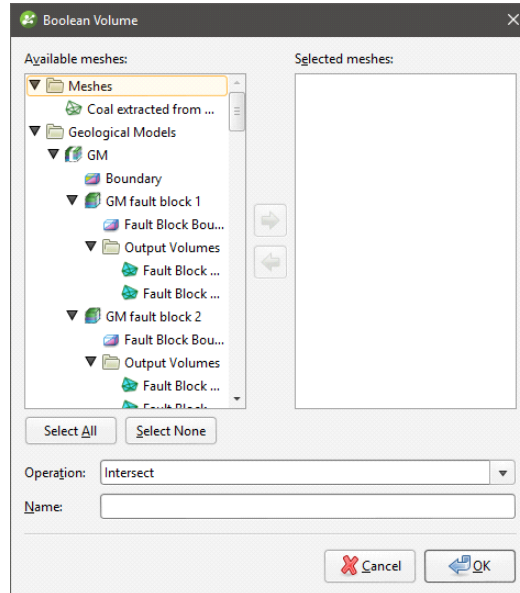 Boolean Volume
Available meshes:
Selected meshes:
Meshes
Coal extracted from ...
Geological Models
GM
Boundary
GM fault block 1
Fault Block Bou...
Output Volumes
Fault Block ...
Fault Block ...
GM fault block 2
Fault Block Bou...
Output Volumes
Fault Block ...
Fault Block
Select All
Select None
Operation: Intersect
Name:
Cancel
OK